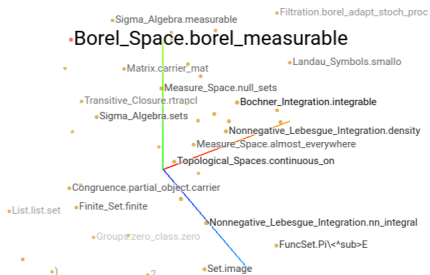 Sigma_Algebra.measurable
Filtration.borel_adapt_stoch_proc
Borel_Space.borel_measurable
Matrix.carrier_mat
Landau_Symbols.smallo
Measure_Space.null_sets
Transitive_Closure.rtrancl
Bochner_Integration.integrable
Sigma_Algebra.sets
Nonnegative_Lebesgue_Integration.density
Measure_Space.almost_everywhere
Topological_Spaces.continuous_on
Congruence.partial_object.carrier
List.list.set
Finite_Set.finite
Nonnegative_Lebesgue_Integration.nn_integral
Groups.zero_class.zero
FuncSet.Pi\<^sub>E
Set.image